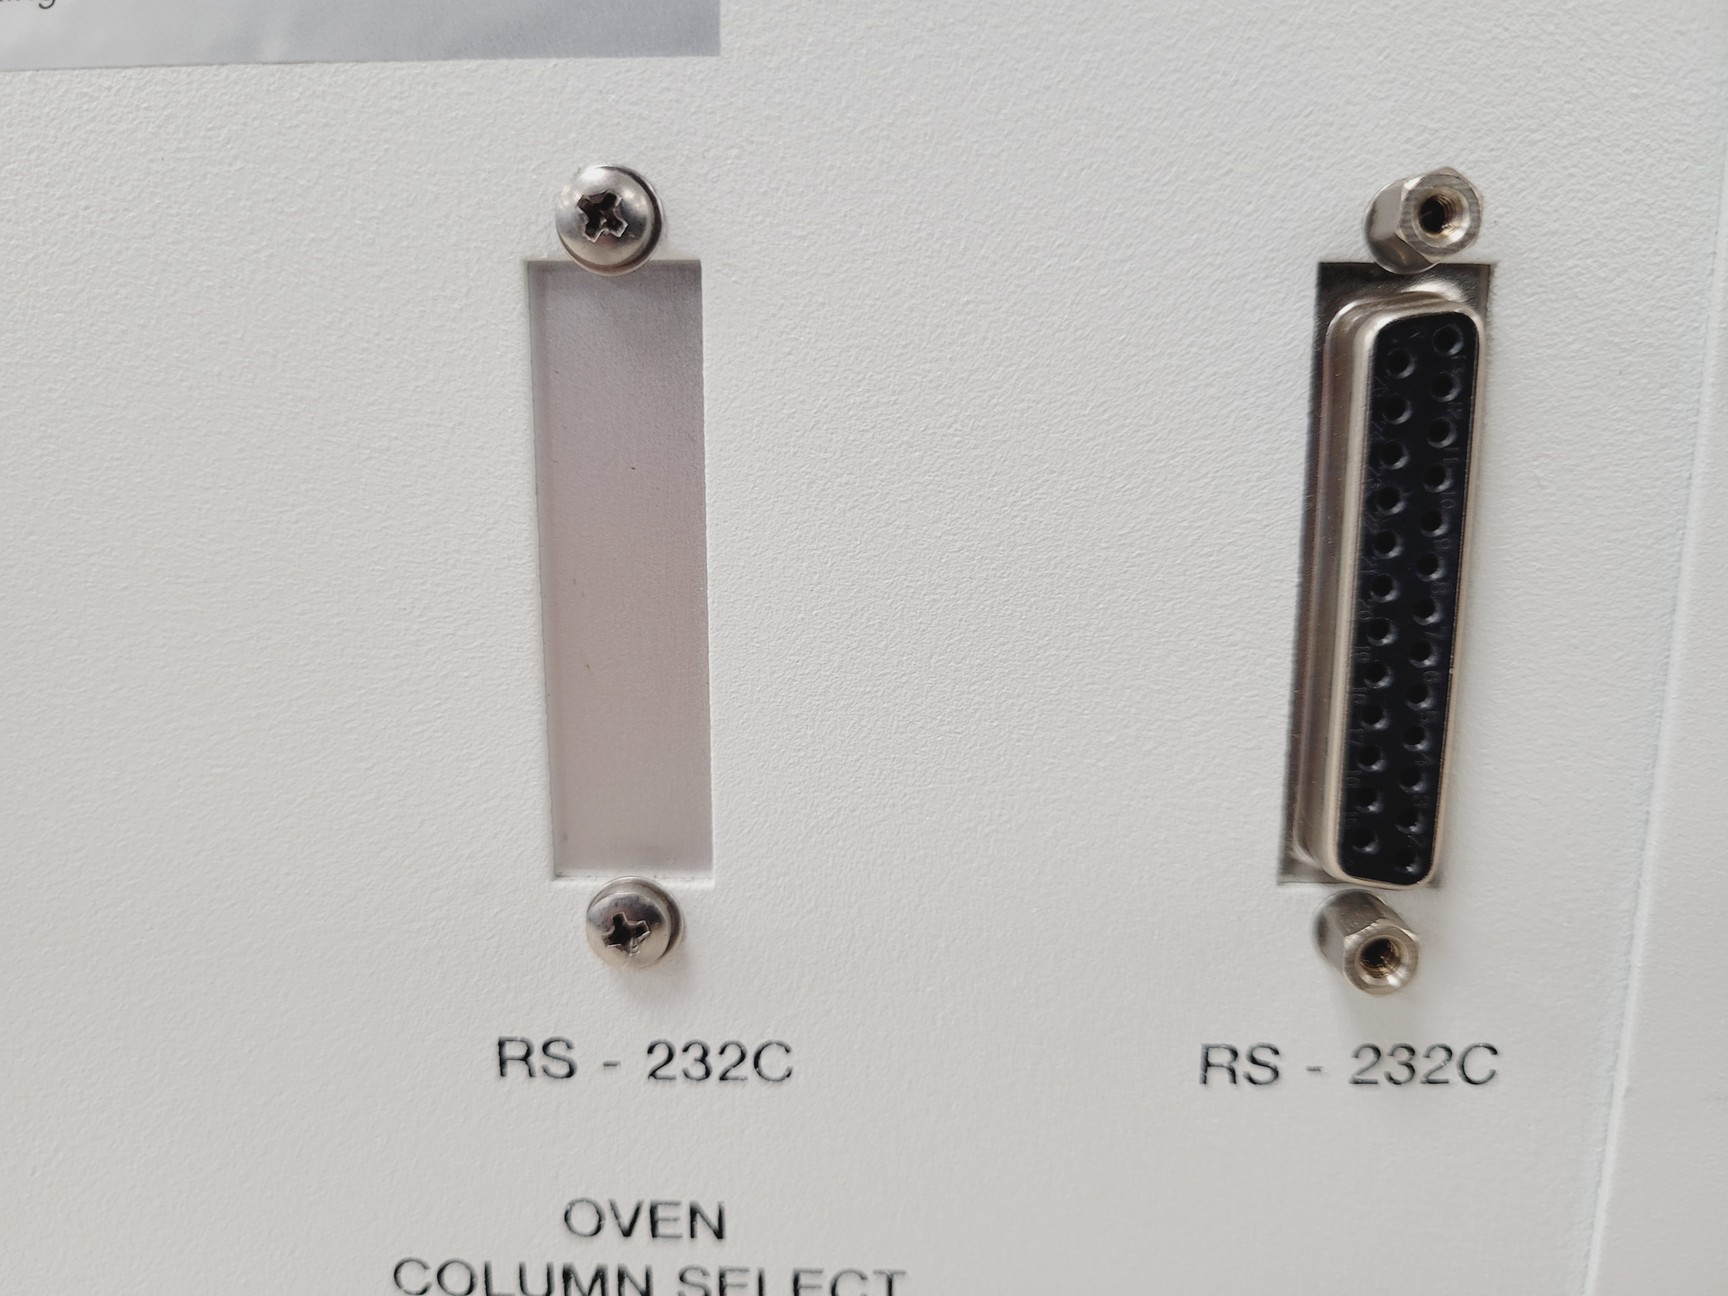 RS - 232C
RS - 232C
OVEN
COLUMN SELECT